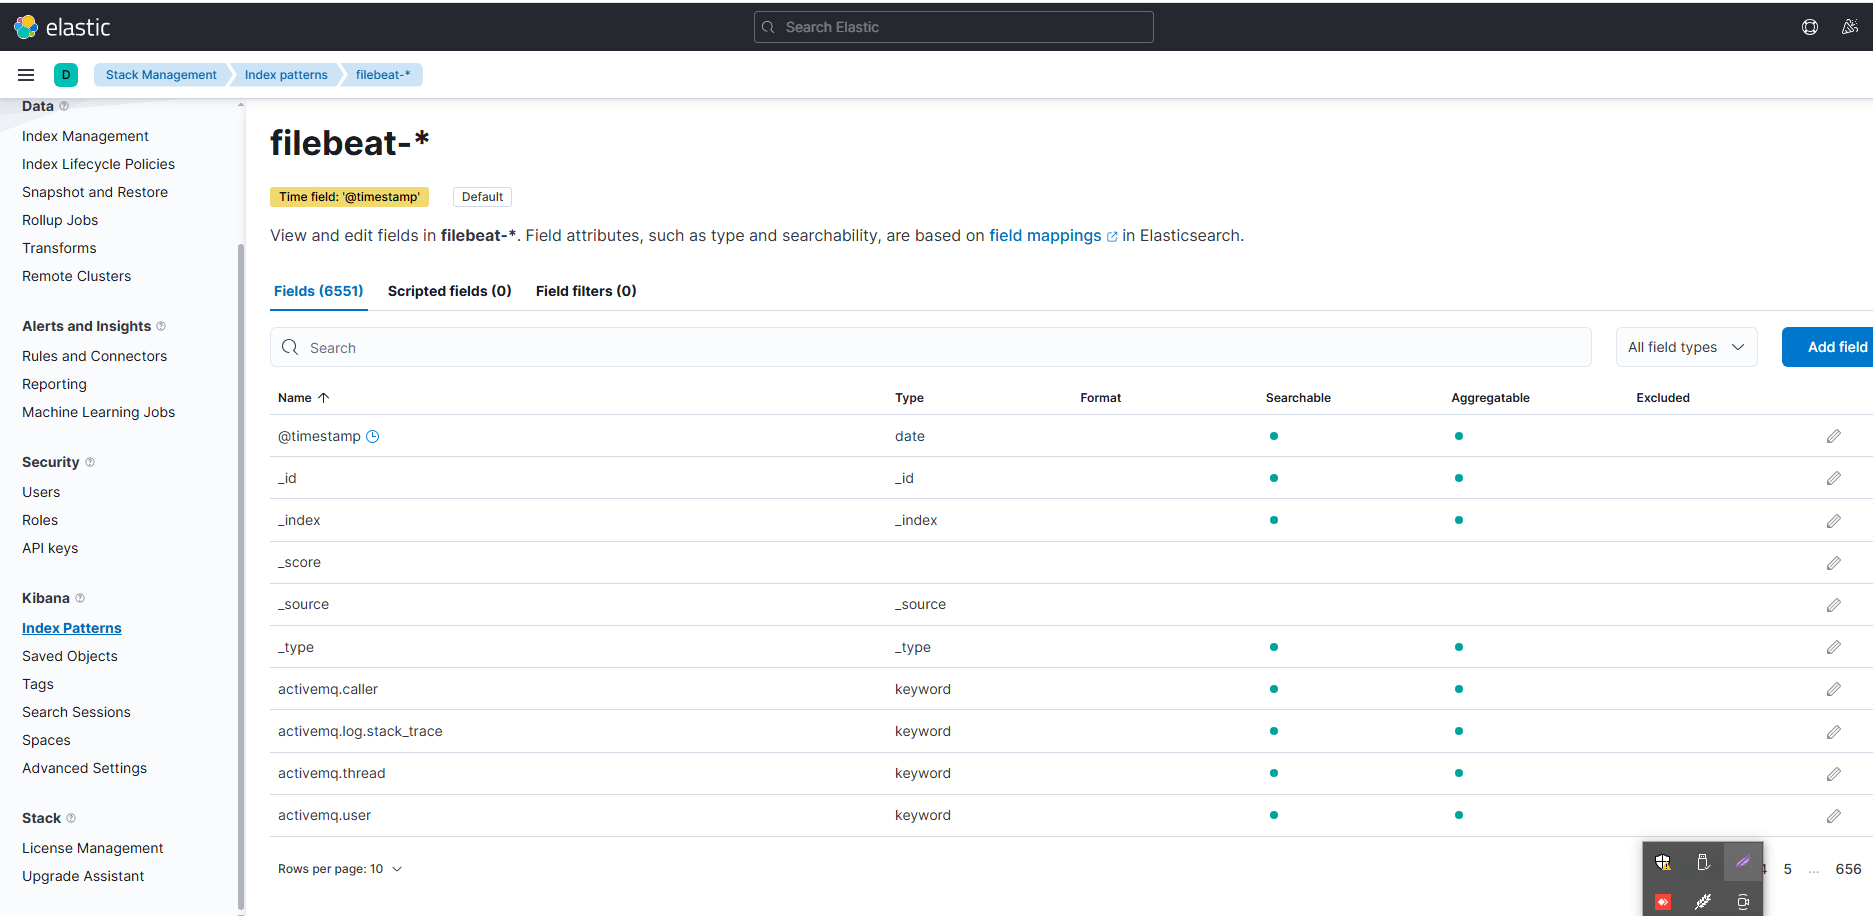 elastic
Search Elastic
D
Stack Management
Index patterns
filebeat-*
Data
Index Management
Index Lifecycle Policies
Snapshot and Restore
Rollup Jobs
Transforms
Remote Clusters
Alerts and Insights
Rules and Connectors
Reporting
Machine Learning Jobs
Security
Users
Roles
API keys
Kibana
Index Patterns
Saved Objects
Tags
Search Sessions
Spaces
Advanced Settings
Stack
License Management
Upgrade Assistant
filebeat-*
Time field: '@timestamp' Default
View and edit fields in filebeat-*. Field attributes, such as type and searchability, are based on field mappings in Elasticsearch.
Fields (6551) Scripted fields (0) Field filters (0)
Search All field types Add field
Name Type Format Searchable Aggregatable Excluded
@timestamp date
_id _id
_index _index
_score
_source _source
_type _type
activemq.caller keyword
activemq.log.stack_trace keyword
activemq.thread keyword
activemq.user keyword
Rows per page: 10 5 ... 656